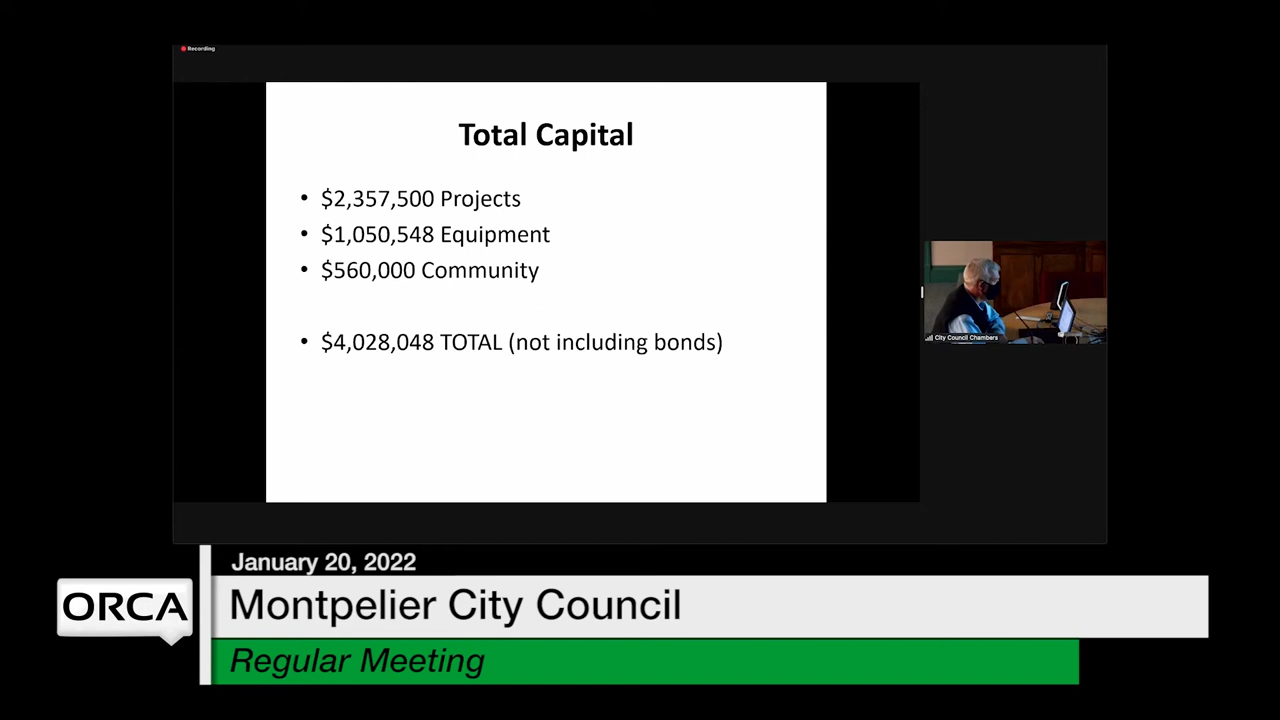 Recording
Total Capital
• $2,357,500 Projects
• $1,050,548 Equipment
• $560,000 Community
• $4,028,048 TOTAL (not including bonds)
City Council Chambers
January 20, 2022
ORCA
Montpelier City Council
Regular Meeting